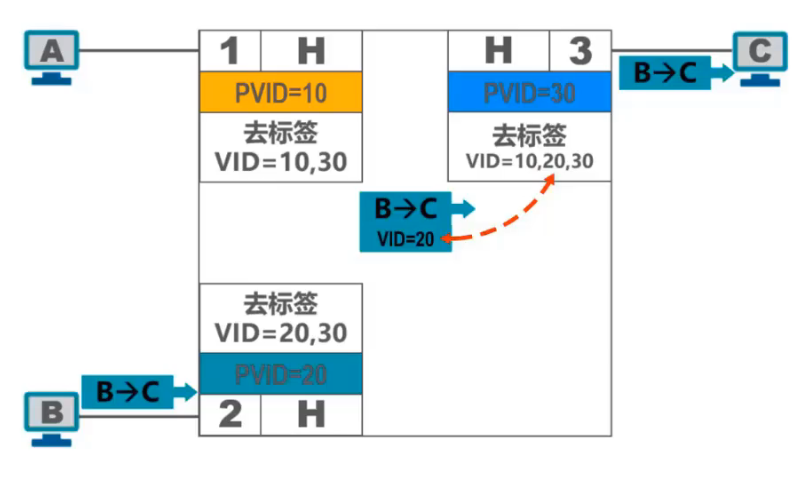 A
1 H
H 3
C
PVID=10
PVID=30
B→C
去标签
VID=10,30
去标签
VID=10,20,30
B→C
VID=20
去标签
VID=20,30
PVID=20
B→C
B
2 H